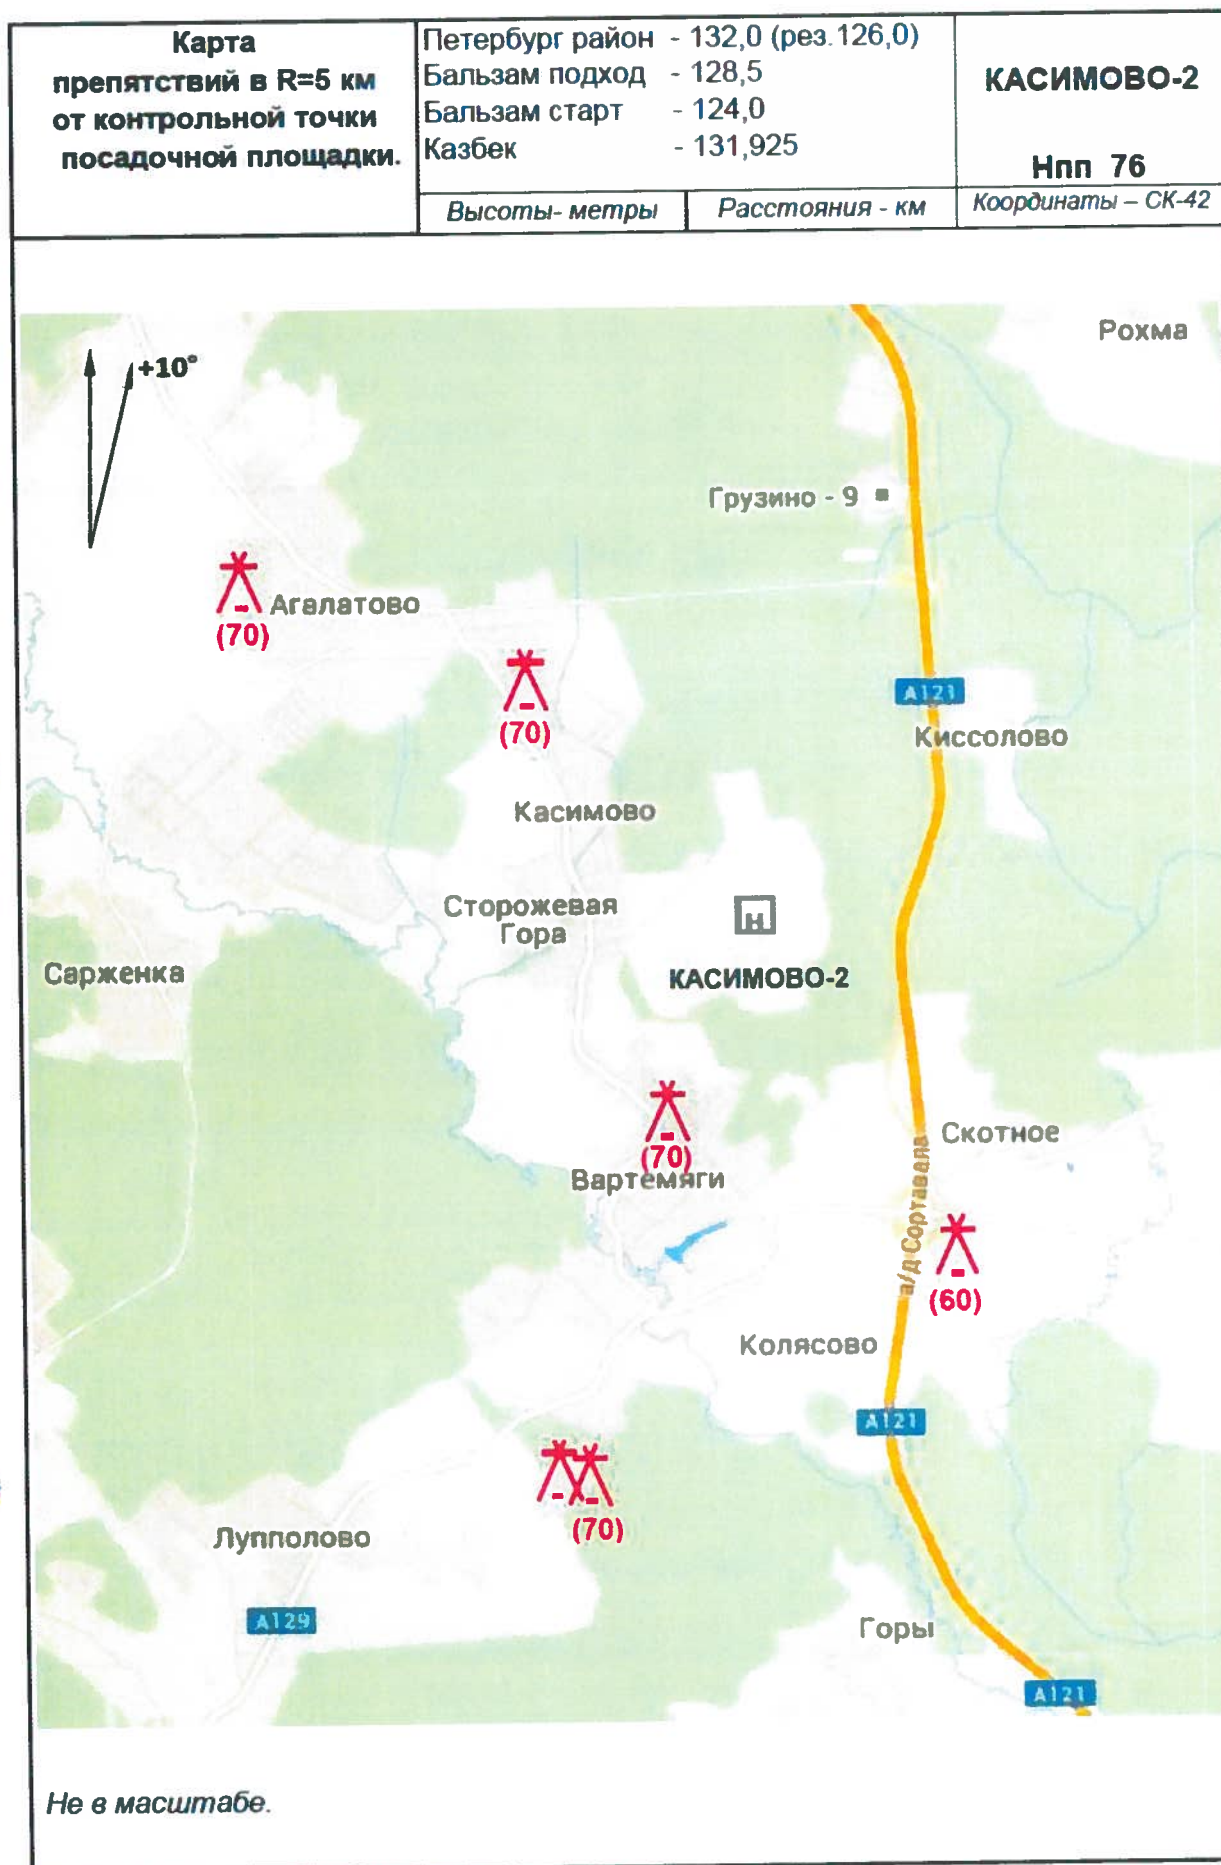 Карта
препятствий в R=5 км
от контрольной точки
посадочной площадки.
Петербург район - 132,0 (рез.126,0)
Бальзам подход - 128,5
Бальзам старт - 124,0
Казбек - 131,925
КАСИМОВО-2
Нпп 76
Высоты- метры
Расстояния - км
Координаты – СК-42
Рохма
+10°
Грузино - 9
Агалатово
(70)
А121
(70)
Киссолово
Касимово
Сторожевая
Гора
Н
Сарженка
КАСИМОВО-2
Скотное
(70)
Вартемяги
а/д Сортавала
(60)
Колясово
А121
(70)
Лупполово
А129
Горы
А121
Не в масштабе.